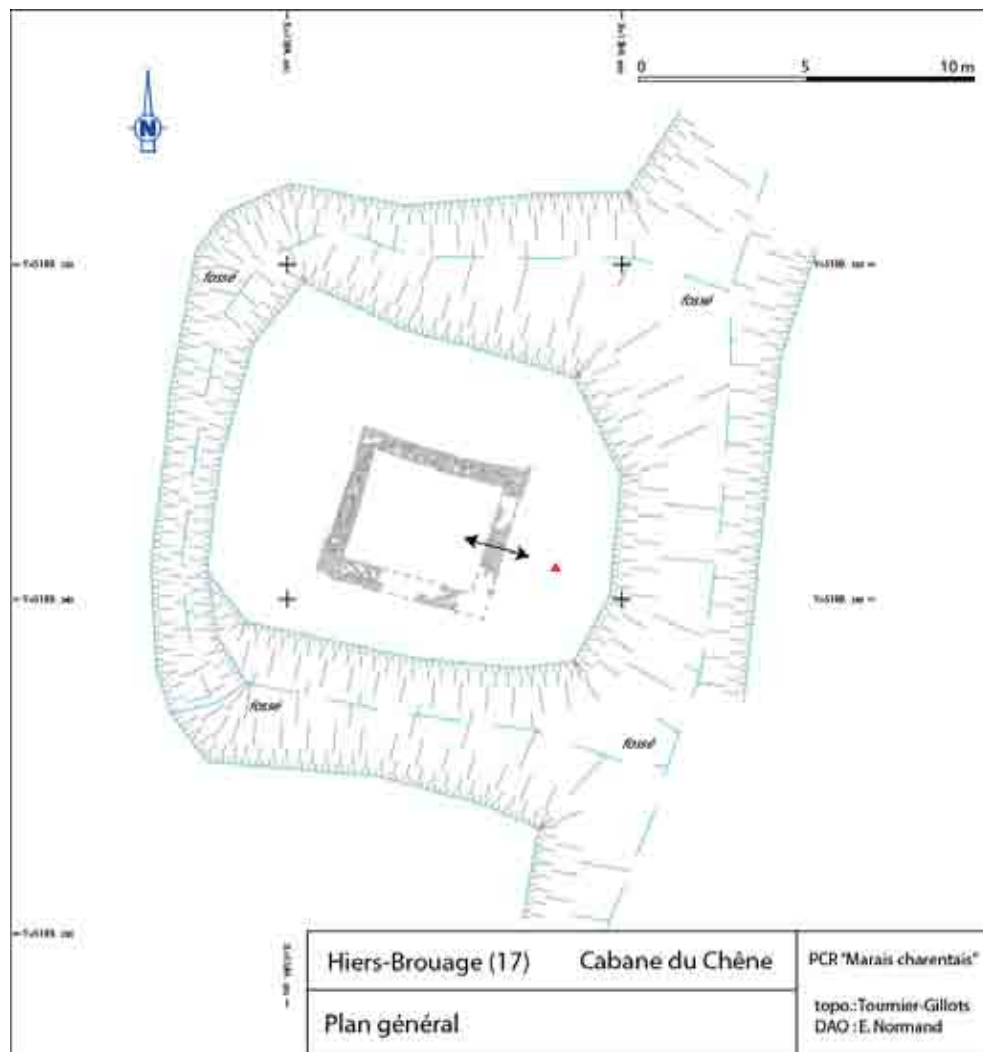 0 5 10 m
N
fossé
fossé
fossé
fossé
Hiers-Brouage (17) Cabane du Chêne
PCR "Marais charentais"
Plan général
topo.: Tournier-Gillots
DAO : E. Normand